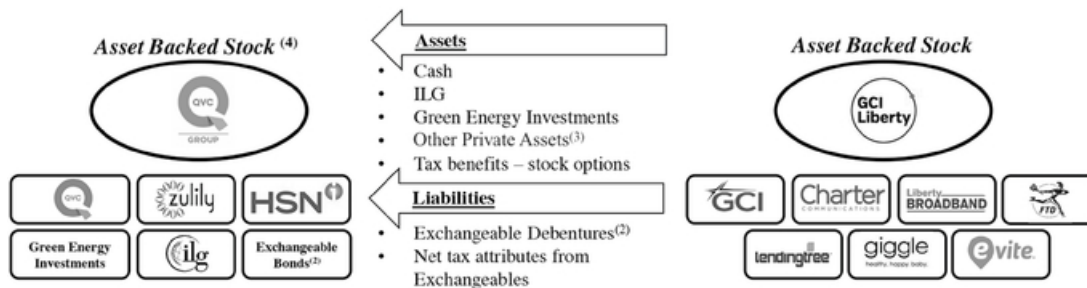 Asset Backed Stock (4)
QVC
GROUP
QVC
zulily
HSN
Green Energy
Investments
ilg
Exchangeable
Bonds(2)
Assets
• Cash
• ILG
• Green Energy Investments
• Other Private Assets(3)
• Tax benefits – stock options
Liabilities
• Exchangeable Debentures(2)
• Net tax attributes from
Exchangeables
Asset Backed Stock
GCI
Liberty
GCI
Charter
COMMUNICATIONS
Liberty
BROADBAND
FTD
lendingtree
giggle
healthy. happy. baby.
evite